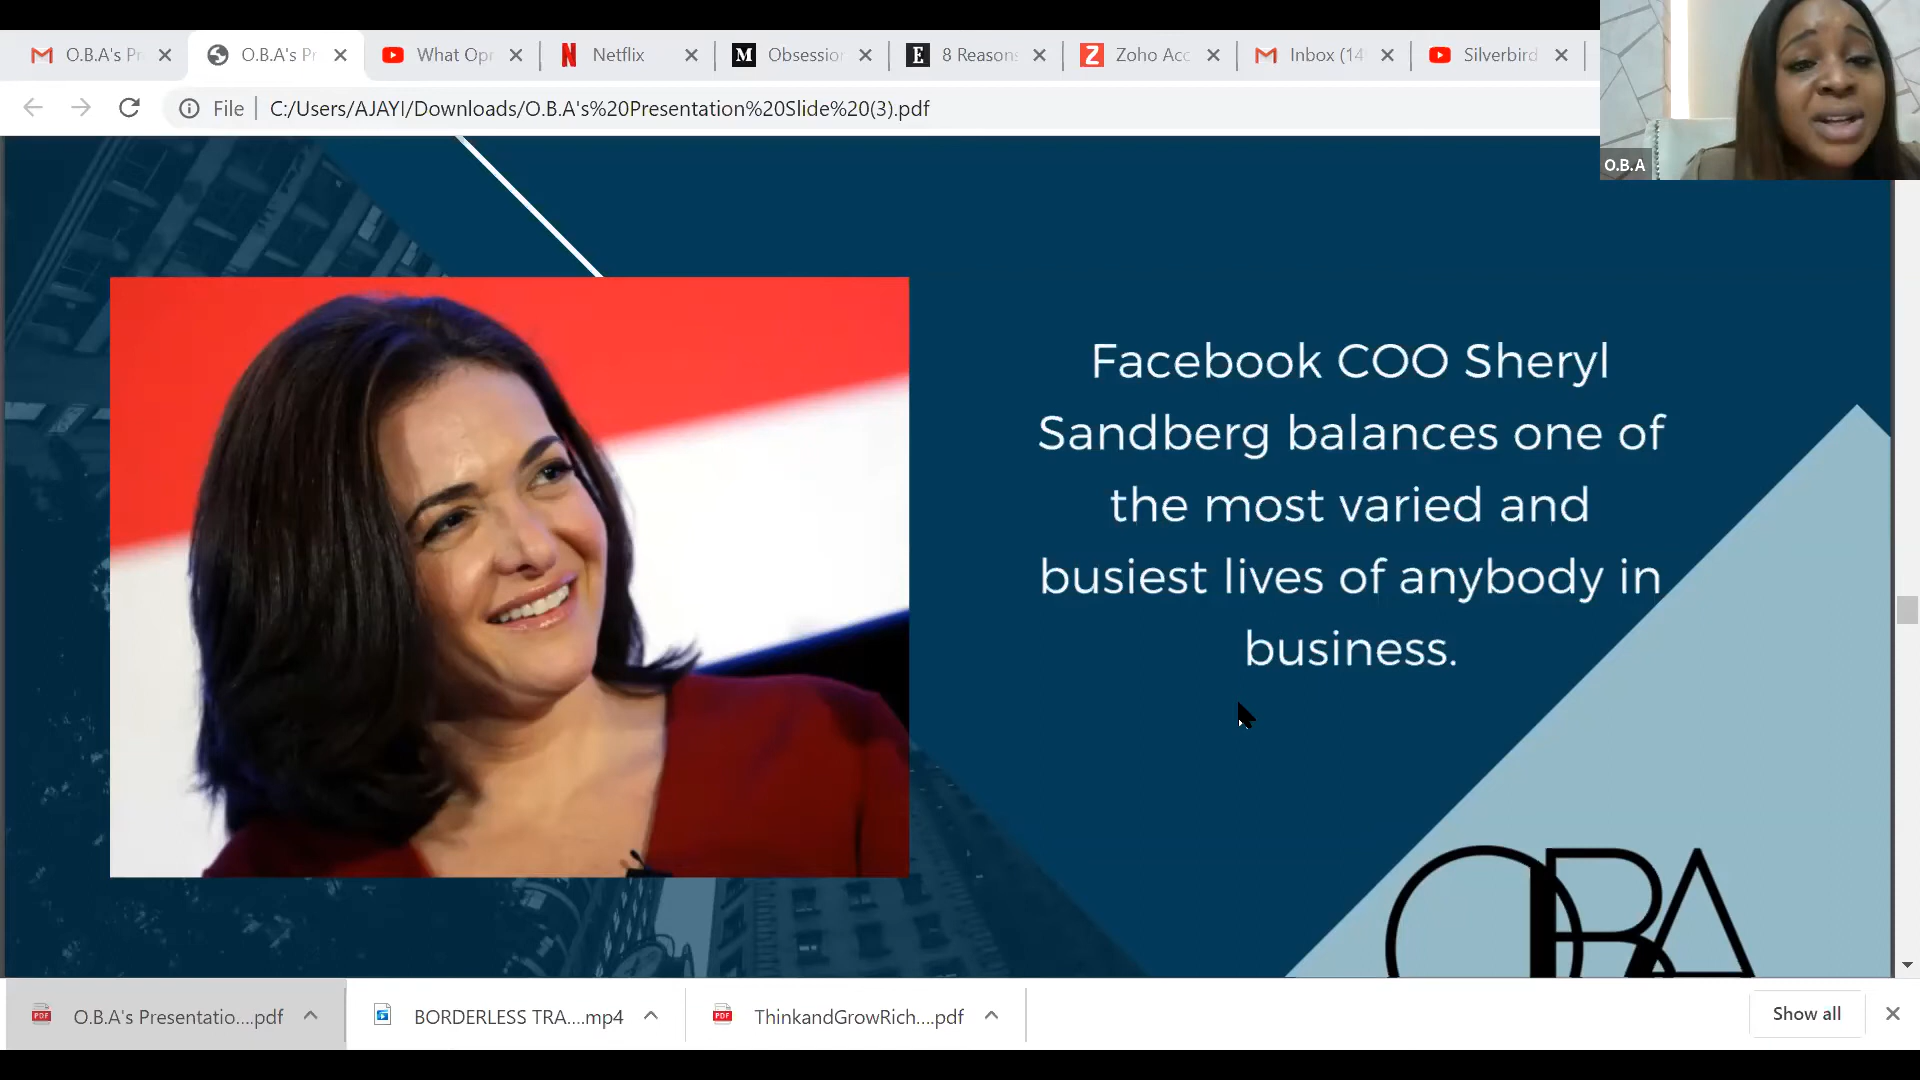 O.B.A's Pr
O.B.A's Pr
What Opr
Netflix
Obsession
8 Reasons
Zoho Acc
Inbox (14
Silverbird
File
C:/Users/AJAYI/Downloads/O.B.A's%20Presentation%20Slide%20(3).pdf
O.B.A
Facebook COO Sheryl
Sandberg balances one of
the most varied and
busiest lives of anybody in
business.
OBA
O.B.A's Presentatio....pdf
BORDERLESS TRA....mp4
ThinkandGrowRich....pdf
Show all